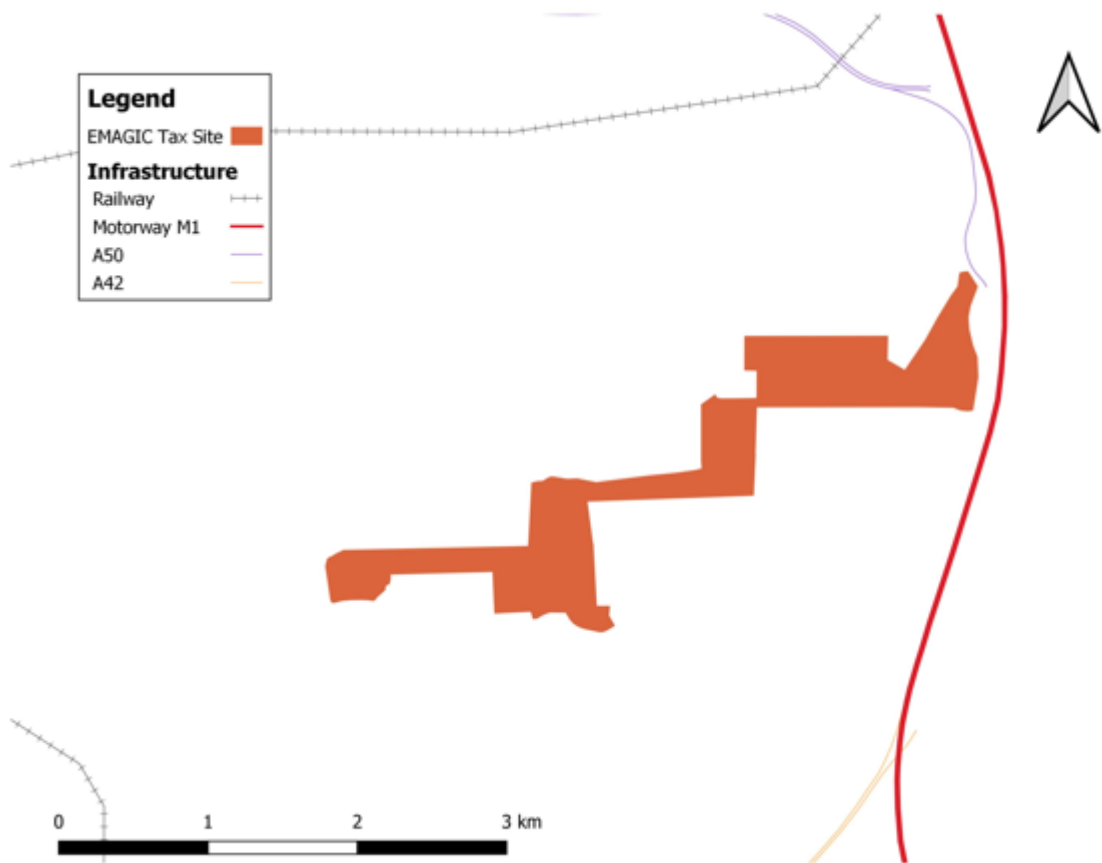 Legend
EMAGIC Tax Site
Infrastructure
Railway
Motorway M1
A50
A42
0 1 2 3 km